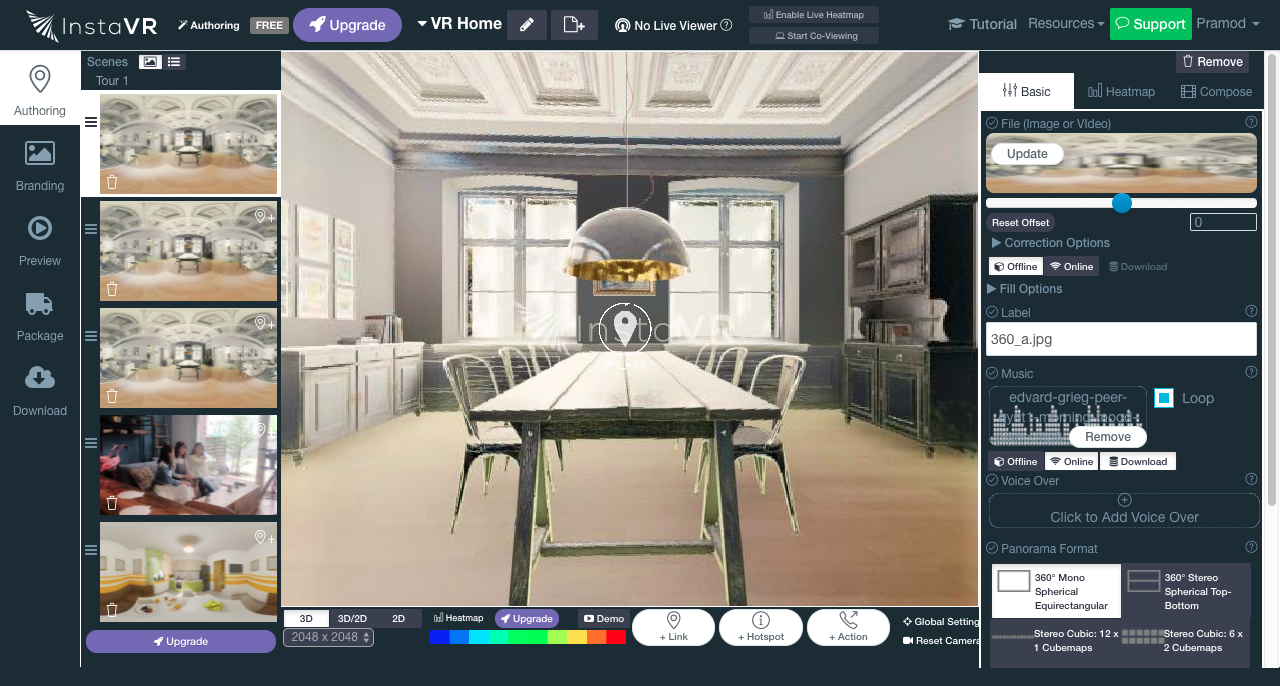 InstaVR
Authoring
FREE
Upgrade
VR Home
No Live Viewer
Enable Live Heatmap
Start Co-Viewing
Tutorial
Resources
Support
Pramod
Authoring
Branding
Preview
Package
Download
Scenes
Tour 1
Upgrade
InstaVR
360_a.jpg
3D
3D/2D
2D
2048 x 2048
Heatmap
Upgrade
Demo
+ Link
+ Hotspot
+ Action
Global Setting
Reset Camera
Remove
Basic
Heatmap
Compose
File (Image or VIdeo)
Update
Reset Offset
0
Correction Options
Offline
Online
Download
Fill Options
Label
360_a.jpg
Music
edvard-grieg-peer-
Loop
Remove
Offline
Online
Download
Voice Over
Click to Add Voice Over
Panorama Format
360° Mono
Spherical
Equirectangular
360° Stereo
Spherical Top-
Bottom
Stereo Cubic: 12 x
1 Cubemaps
Stereo Cubic: 6 x
2 Cubemaps